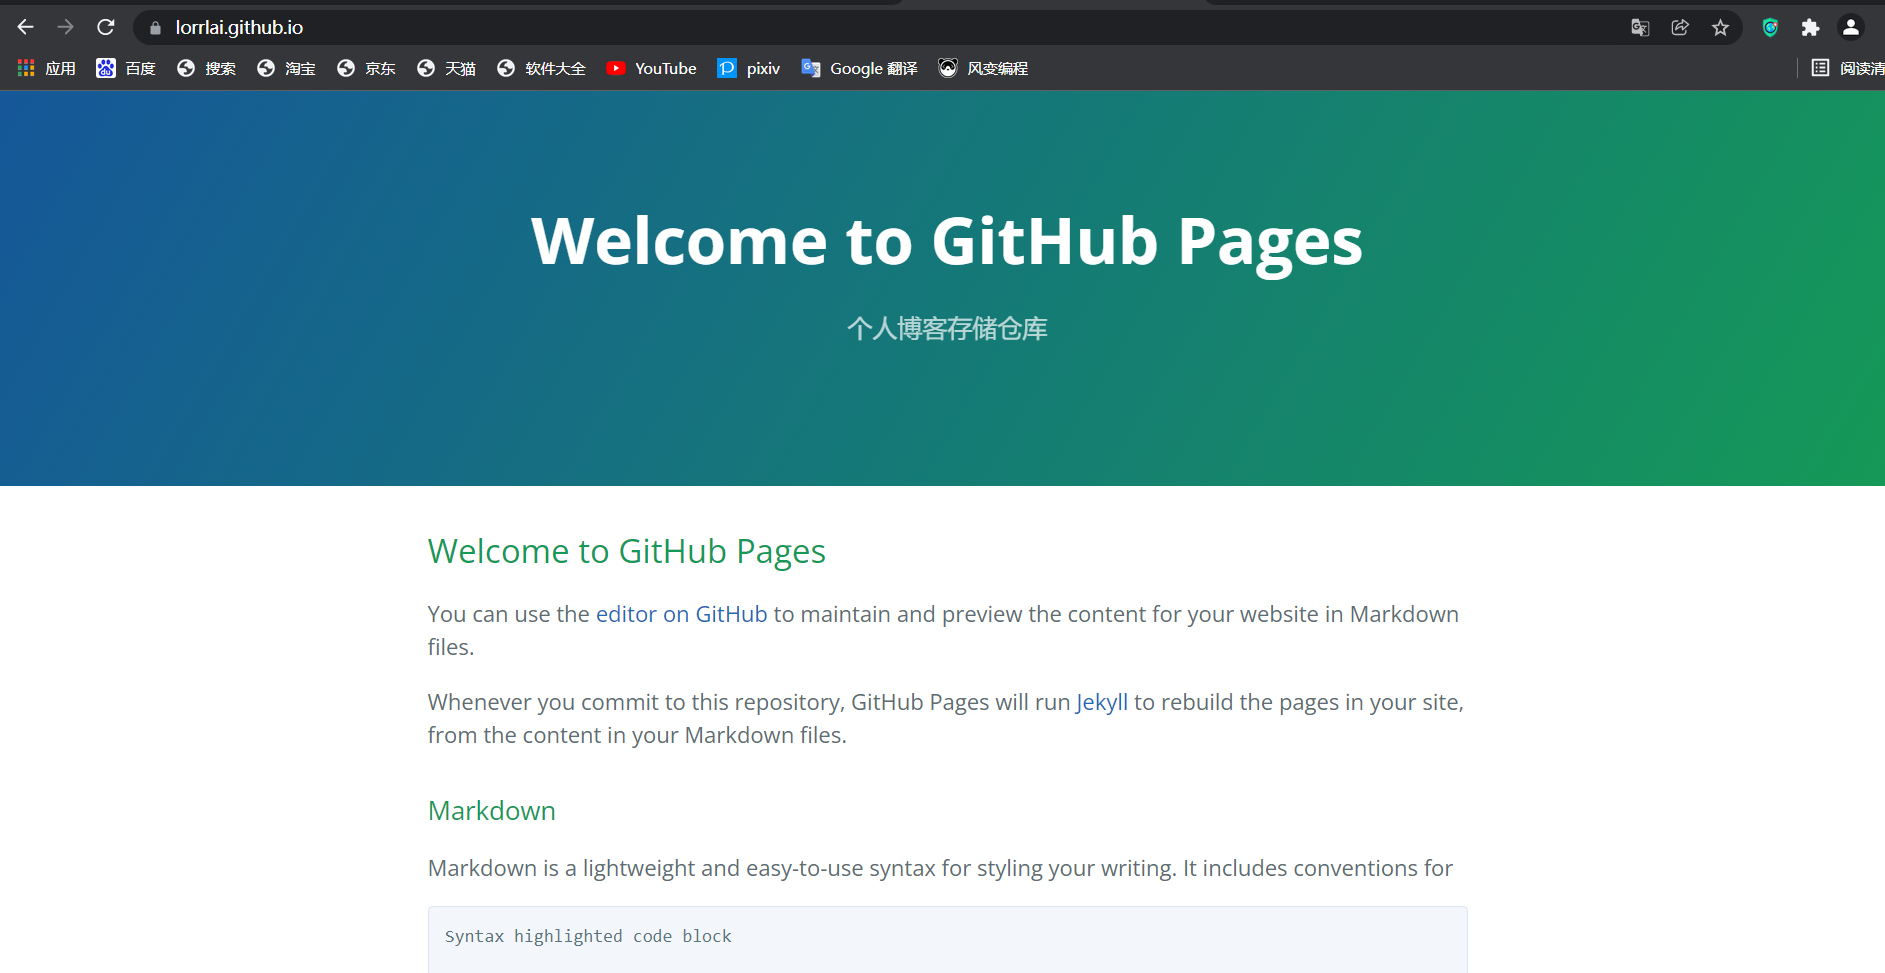 lorrlai.github.io
应用 百度 搜索 淘宝 京东 天猫 软件大全 YouTube pixiv Google 翻译 风变编程 阅读清
Welcome to GitHub Pages
个人博客存储仓库
Welcome to GitHub Pages
You can use the editor on GitHub to maintain and preview the content for your website in Markdown
files.
Whenever you commit to this repository, GitHub Pages will run Jekyll to rebuild the pages in your site,
from the content in your Markdown files.
Markdown
Markdown is a lightweight and easy-to-use syntax for styling your writing. It includes conventions for
Syntax highlighted code block